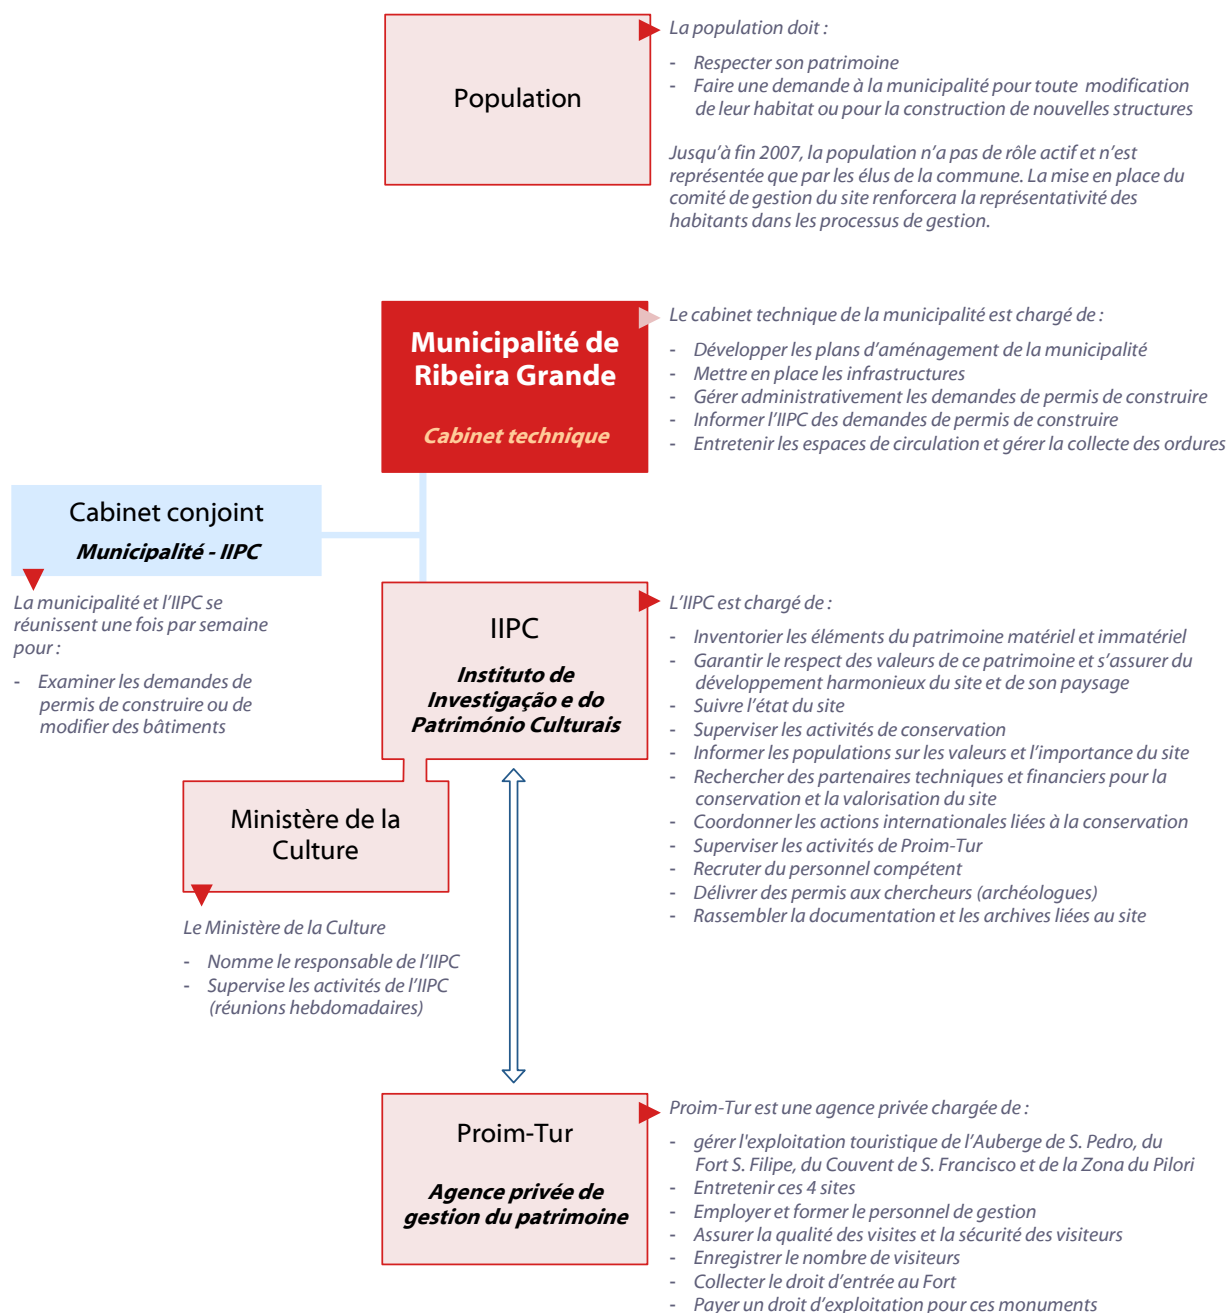 Population
La population doit :
- Respecter son patrimoine
- Faire une demande à la municipalité pour toute modification
de leur habitat ou pour la construction de nouvelles structures
Jusqu'à fin 2007, la population n'a pas de rôle actif et n'est
représentée que par les élus de la commune. La mise en place du
comité de gestion du site renforcera la représentativité des
habitants dans les processus de gestion.
Municipalité de
Ribeira Grande
Cabinet technique
Le cabinet technique de la municipalité est chargé de :
- Développer les plans d'aménagement de la municipalité
- Mettre en place les infrastructures
- Gérer administrativement les demandes de permis de construire
- Informer l'IIPC des demandes de permis de construire
- Entretenir les espaces de circulation et gérer la collecte des ordures
Cabinet conjoint
Municipalité - IIPC
La municipalité et l'IIPC se
réunissent une fois par semaine
pour :
- Examiner les demandes de
permis de construire ou de
modifier des bâtiments
IIPC
Instituto de
Investigação e do
Património Culturais
L'IIPC est chargé de :
- Inventorier les éléments du patrimoine matériel et immatériel
- Garantir le respect des valeurs de ce patrimoine et s'assurer du
développement harmonieux du site et de son paysage
- Suivre l'état du site
- Superviser les activités de conservation
- Informer les populations sur les valeurs et l'importance du site
- Rechercher des partenaires techniques et financiers pour la
conservation et la valorisation du site
- Coordonner les actions internationales liées à la conservation
- Superviser les activités de Proim-Tur
- Recruter du personnel compétent
- Délivrer des permis aux chercheurs (archéologues)
- Rassembler la documentation et les archives liées au site
Ministère de la
Culture
Le Ministère de la Culture
- Nomme le responsable de l'IIPC
- Supervise les activités de l'IIPC
(réunions hebdomadaires)
Proim-Tur
Agence privée de
gestion du patrimoine
Proim-Tur est une agence privée chargée de :
- gérer l'exploitation touristique de l'Auberge de S. Pedro, du
Fort S. Filipe, du Couvent de S. Francisco et de la Zona du Pilori
- Entretenir ces 4 sites
- Employer et former le personnel de gestion
- Assurer la qualité des visites et la sécurité des visiteurs
- Enregistrer le nombre de visiteurs
- Collecter le droit d'entrée au Fort
- Payer un droit d'exploitation pour ces monuments